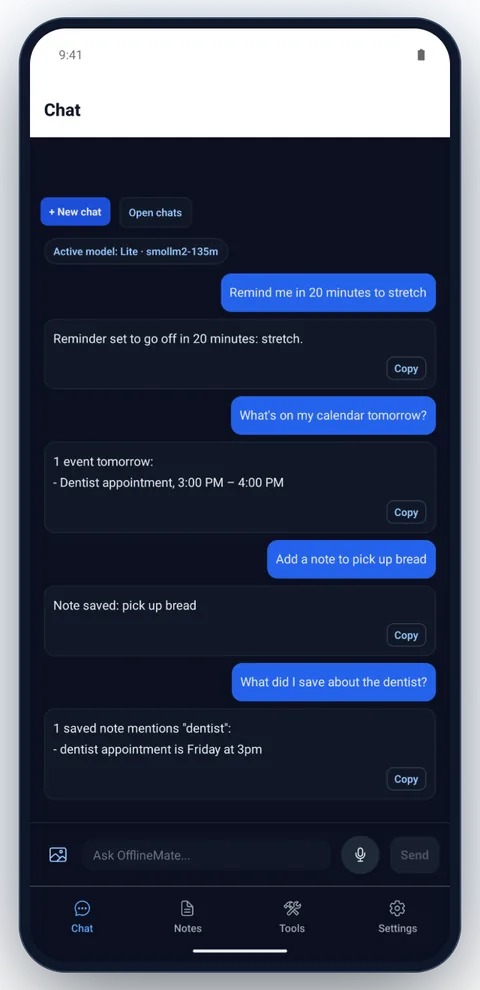 9:41
Chat
+ New chat
Open chats
Active model: Lite · smollm2-135m
Remind me in 20 minutes to stretch
Reminder set to go off in 20 minutes: stretch.
Copy
What's on my calendar tomorrow?
1 event tomorrow:
- Dentist appointment, 3:00 PM – 4:00 PM
Copy
Add a note to pick up bread
Note saved: pick up bread
Copy
What did I save about the dentist?
1 saved note mentions "dentist":
- dentist appointment is Friday at 3pm
Copy
Ask OfflineMate...
Send
Chat
Notes
Tools
Settings